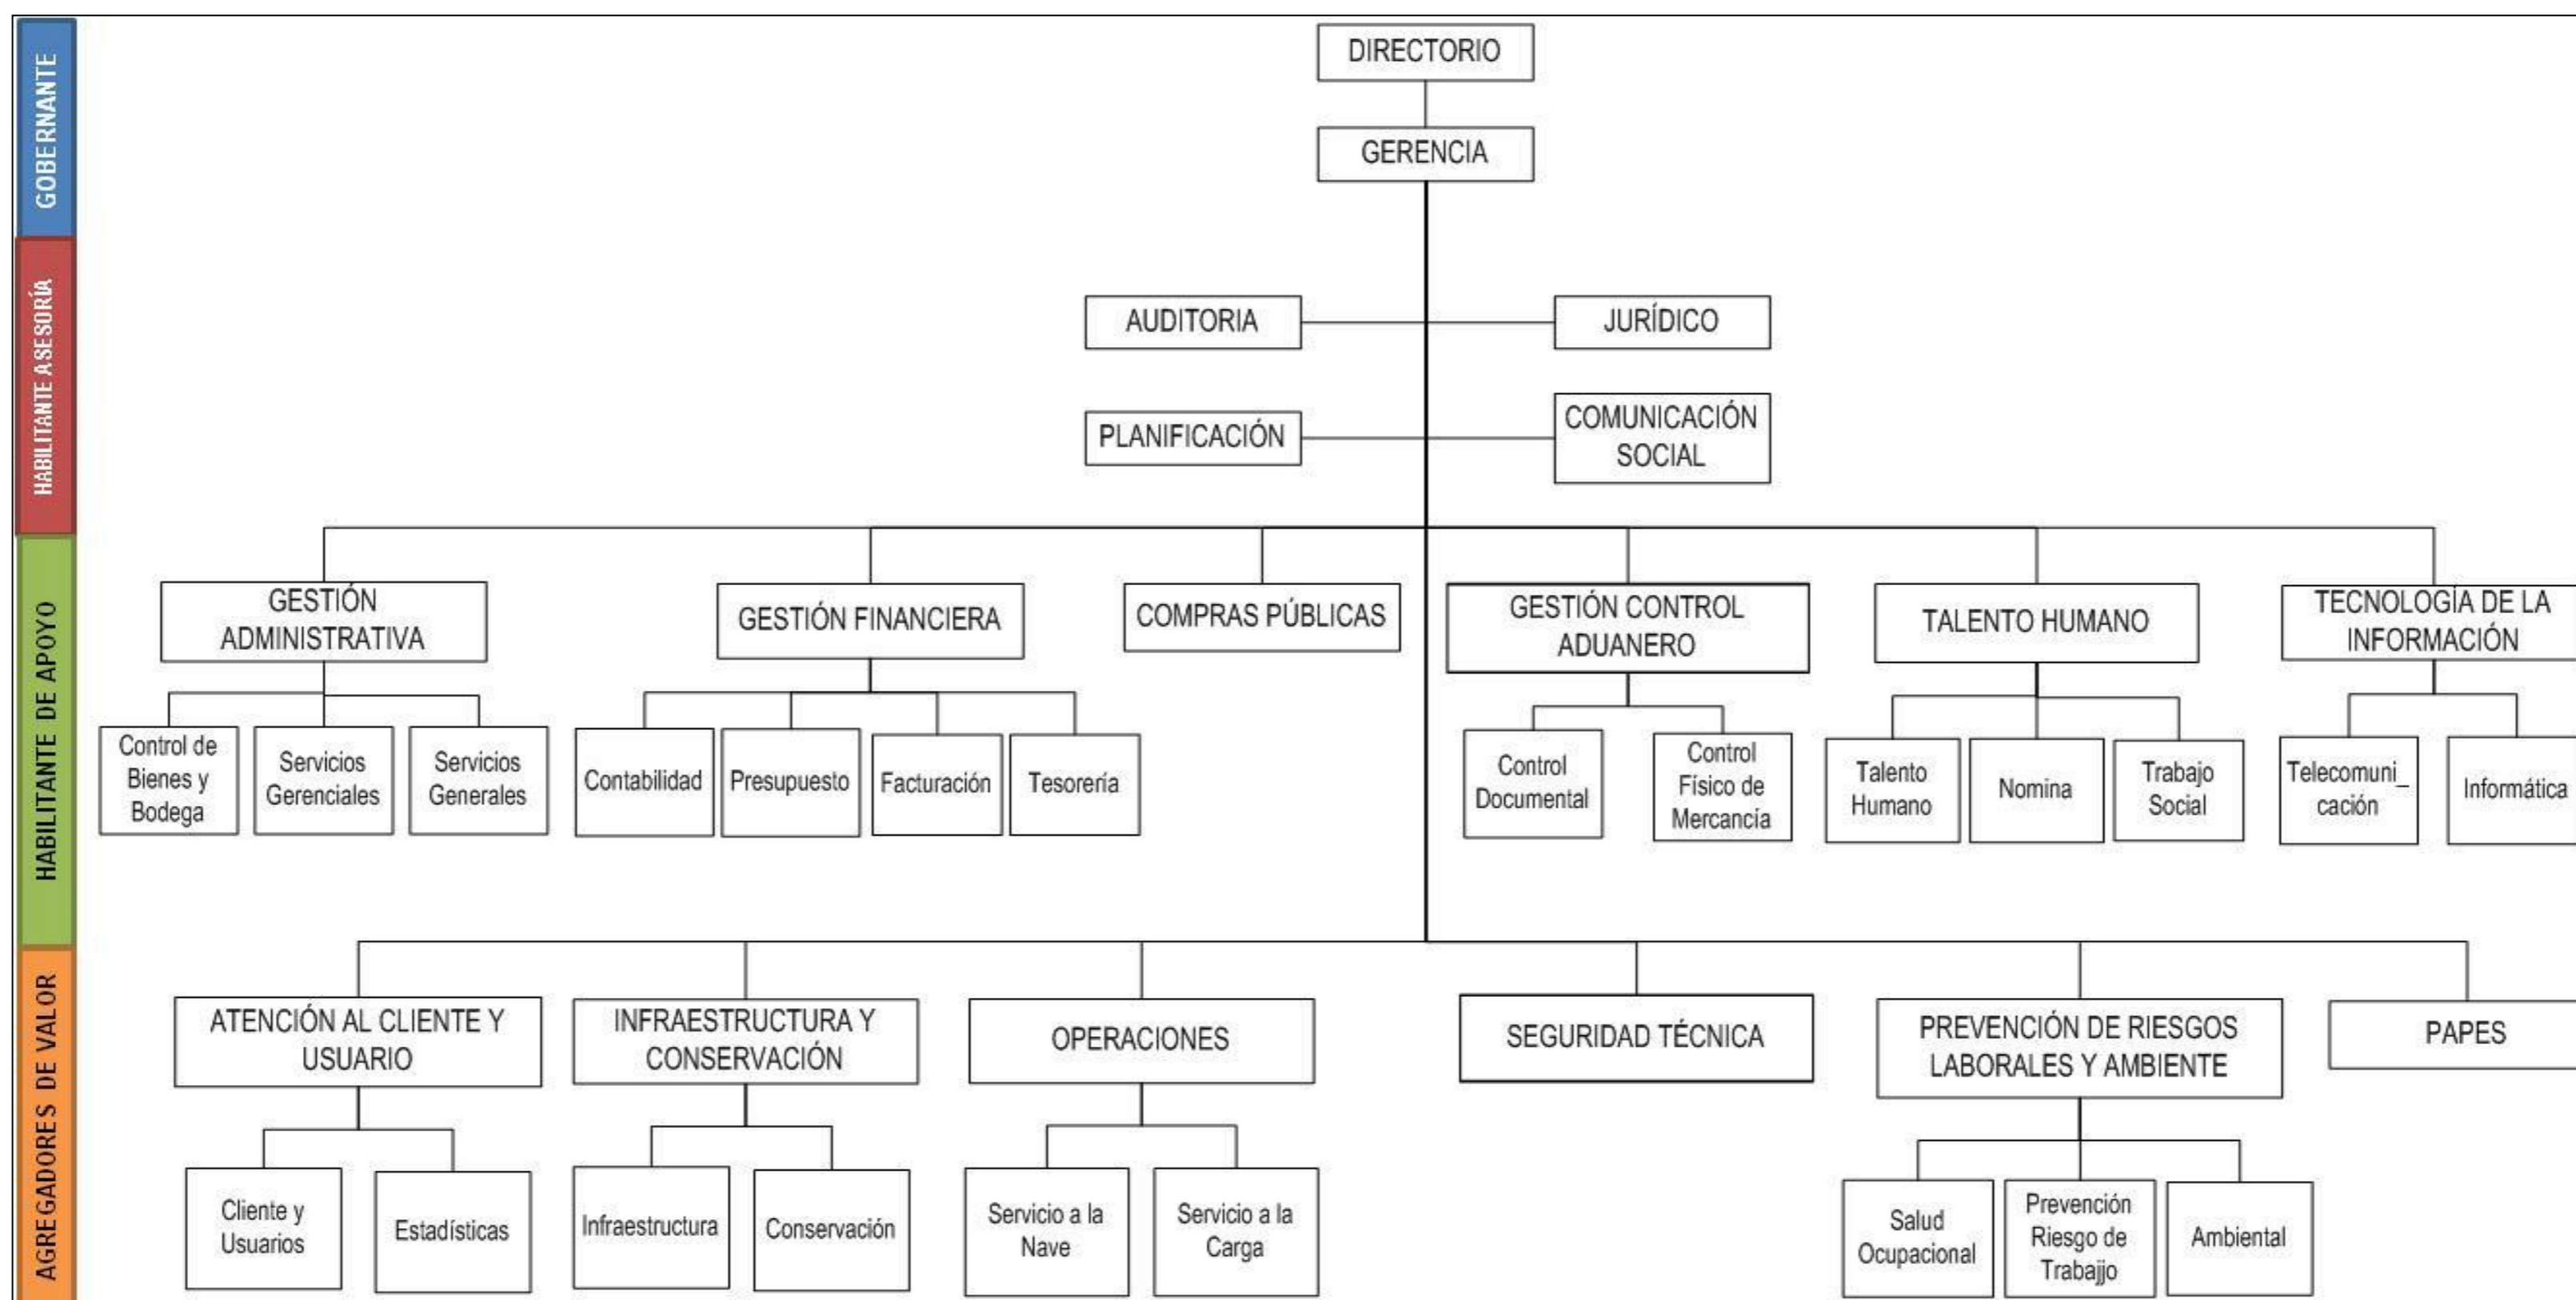 GOBERNANTE
DIRECTORIO
GERENCIA
HABILITANTE ASESORÍA
AUDITORIA
JURÍDICO
PLANIFICACIÓN
COMUNICACIÓN
SOCIAL
HABILITANTE DE APOYO
GESTIÓN
ADMINISTRATIVA
GESTIÓN FINANCIERA
COMPRAS PÚBLICAS
GESTIÓN CONTROL
ADUANERO
TALENTO HUMANO
TECNOLOGÍA DE LA
INFORMACIÓN
Control de
Bienes y
Bodega
Servicios
Gerenciales
Servicios
Generales
Contabilidad
Presupuesto
Facturación
Tesorería
Control
Documental
Control
Físico de
Mercancía
Talento
Humano
Nomina
Trabajo
Social
Telecomuni_
cación
Informática
AGREGADORES DE VALOR
ATENCIÓN AL CLIENTE Y
USUARIO
INFRAESTRUCTURA Y
CONSERVACIÓN
OPERACIONES
SEGURIDAD TÉCNICA
PREVENCIÓN DE RIESGOS
LABORALES Y AMBIENTE
PAPES
Cliente y
Usuarios
Estadísticas
Infraestructura
Conservación
Servicio a la
Nave
Servicio a la
Carga
Salud
Ocupacional
Prevención
Riesgo de
Trabajjo
Ambiental